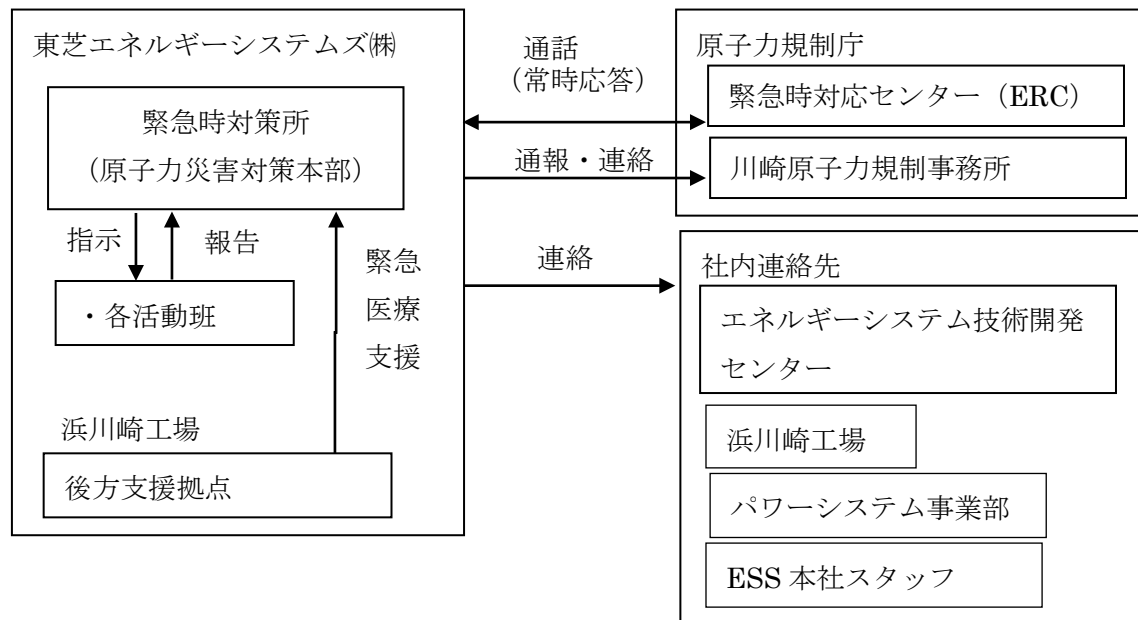 東芝エネルギーシステムズ㈱
緊急時対策所
（原子力災害対策本部）
指示
報告
・各活動班
緊急
医療
支援
浜川崎工場
後方支援拠点
通話
（常時応答）
通報・連絡
連絡
原子力規制庁
緊急時対応センター（ERC）
川崎原子力規制事務所
社内連絡先
エネルギーシステム技術開発
センター
浜川崎工場
パワーシステム事業部
ESS 本社スタッフ